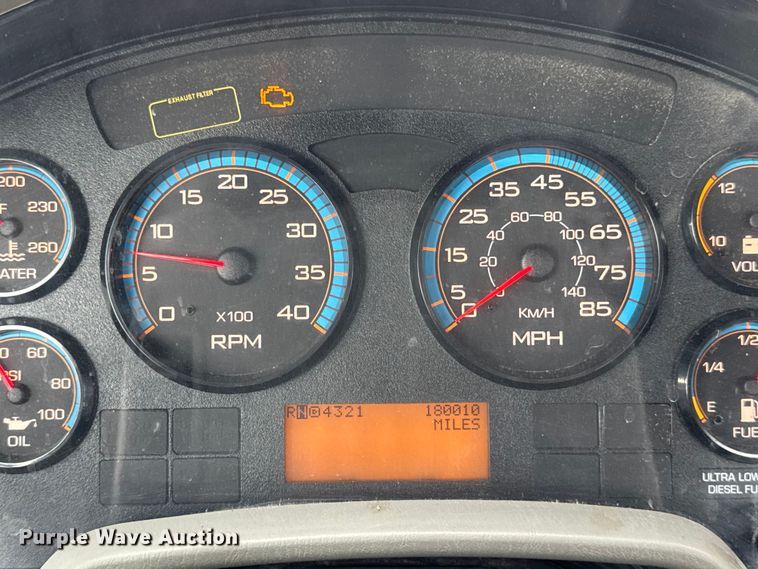 EXHAUST FILTER
200
230
260
WATER
0
5
10
15
20
25
30
35
40
X100
RPM
0
5
15
25
35
45
55
65
75
85
0
20
40
60
80
100
120
140
KM/H
MPH
12
10
VOL
60
80
100
PSI
OIL
1/2
1/4
E
FUE
RND4321 180010
MILES
ULTRA LOW
DIESEL FU
Purple Wave Auction